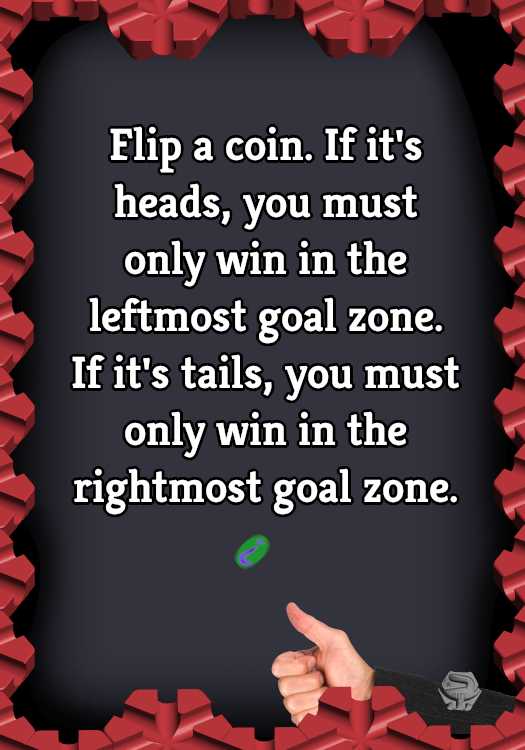 Flip a coin. If it's
heads, you must
only win in the
leftmost goal zone.
If it's tails, you must
only win in the
rightmost goal zone.